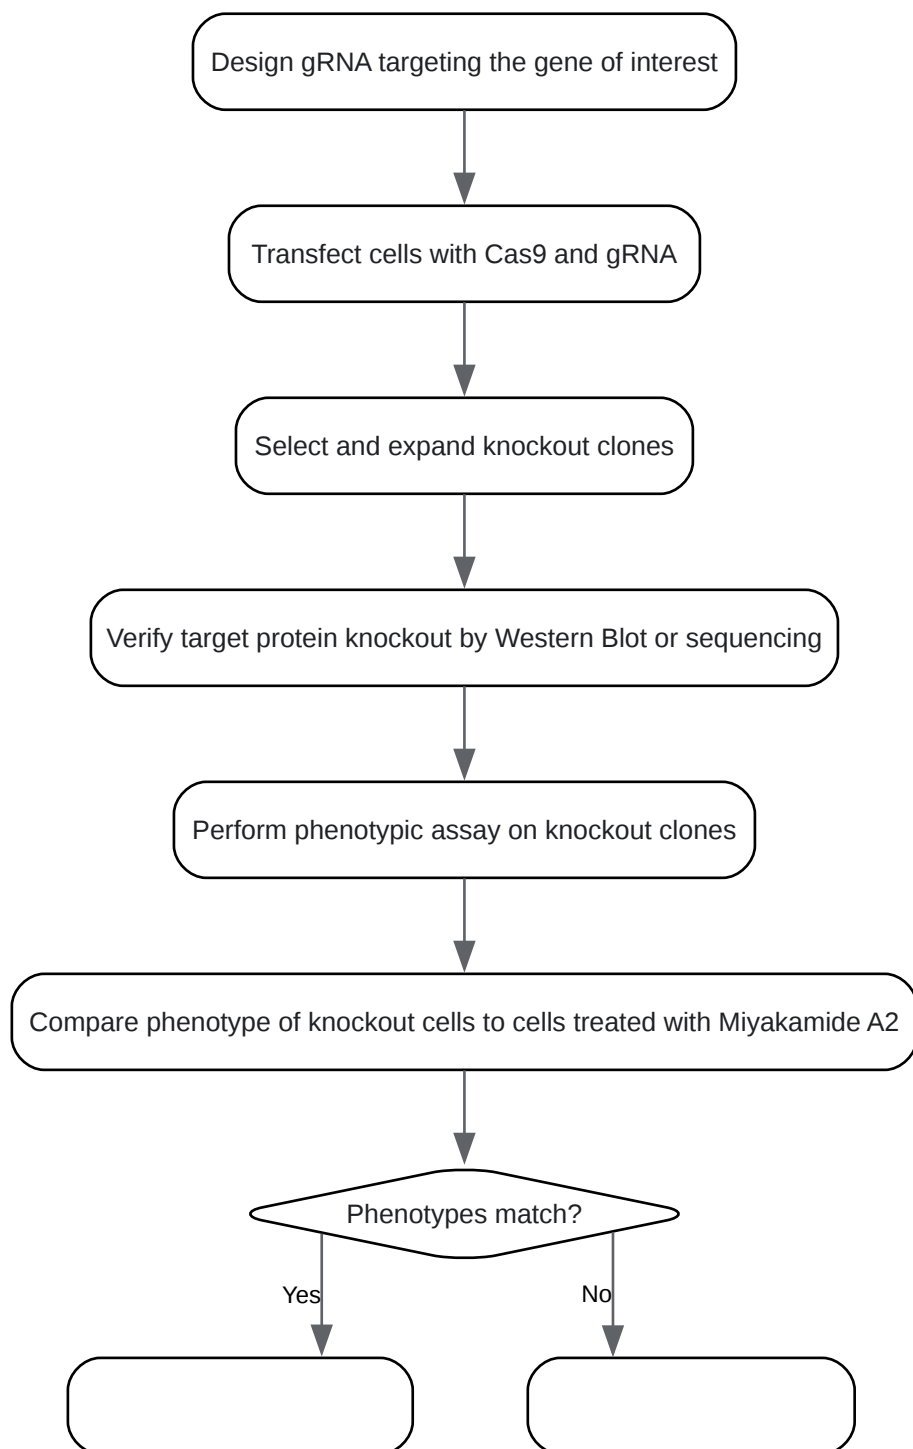 Design gRNA targeting the gene of interest
Transfect cells with Cas9 and gRNA
Select and expand knockout clones
Verify target protein knockout by Western Blot or sequencing
Perform phenotypic assay on knockout clones
Compare phenotype of knockout cells to cells treated with Miyakamide A2
Phenotypes match?
Yes
No